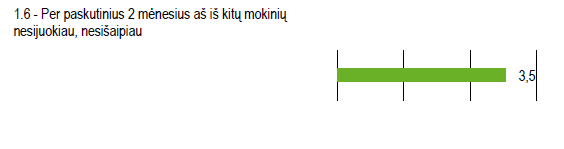 1.6 - Per paskutinius 2 mėnesius aš iš kitų mokinių
nesijuokiau, nesišaipiau
3,5